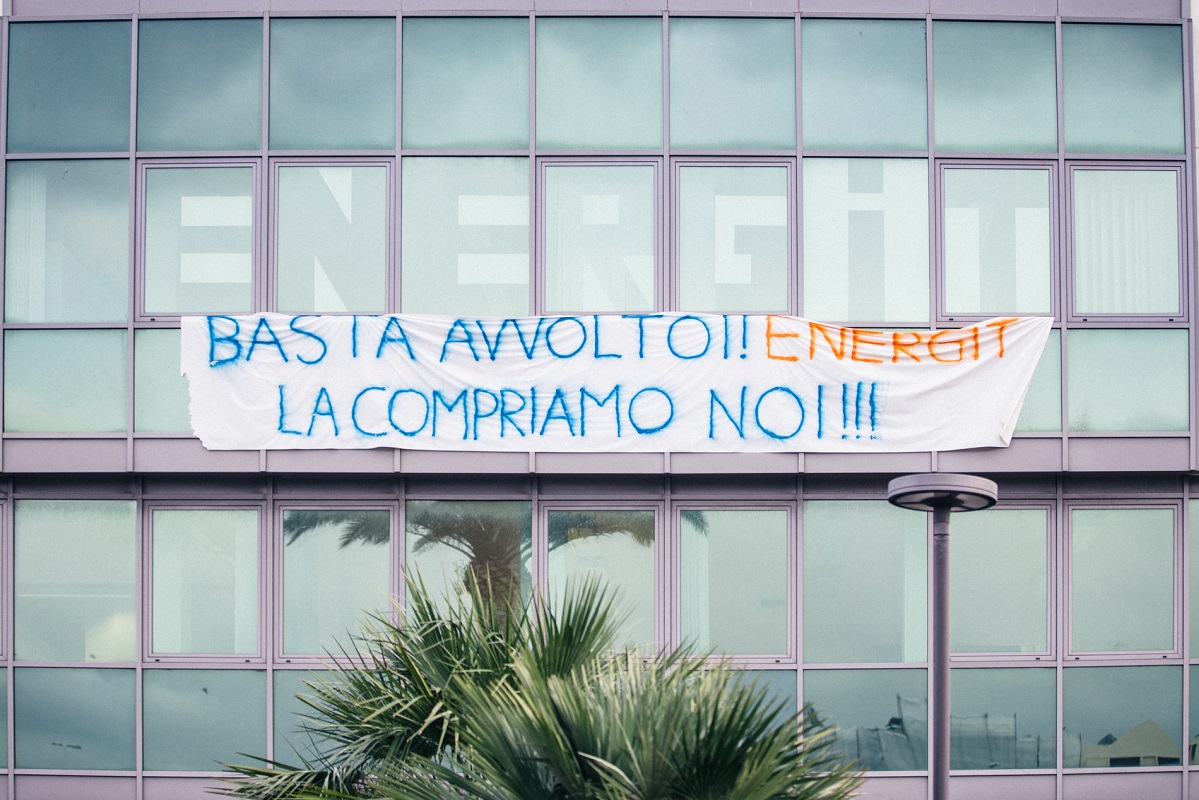 ENERGIT
BASTA AVVOLTOI! ENERGIT
LA COMPRIAMO NOI!!!